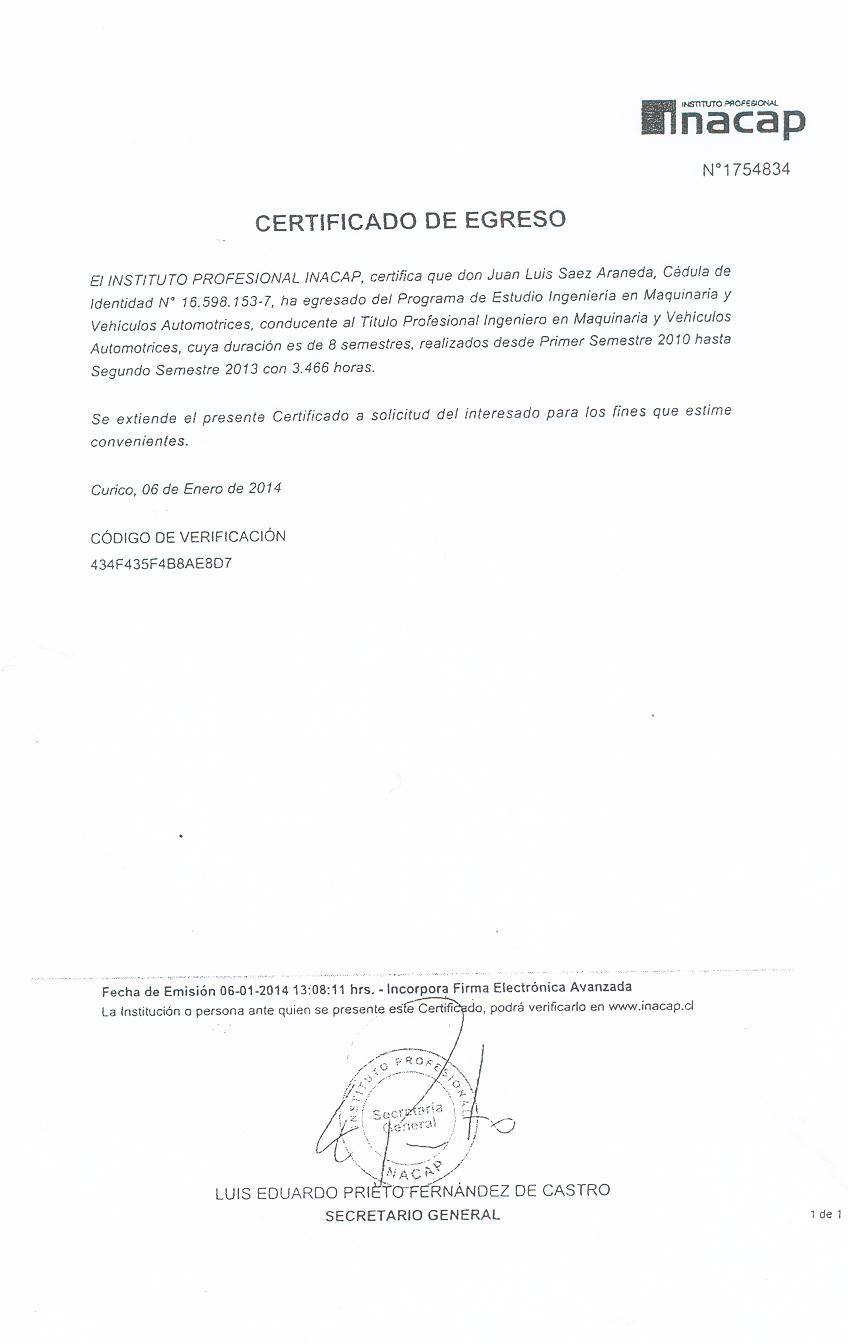 INSTITUTO PROFESIONAL
inacap
N°1754834
CERTIFICADO DE EGRESO
El INSTITUTO PROFESIONAL INACAP, certifica que don Juan Luis Saez Araneda, Cédula de
Identidad N° 16.598.153-7, ha egresado del Programa de Estudio Ingeniería en Maquinaria y
Vehículos Automotrices, conducente al Titulo Profesional Ingeniero en Maquinaria y Vehículos
Automotrices, cuya duración es de 8 semestres, realizados desde Primer Semestre 2010 hasta
Segundo Semestre 2013 con 3.466 horas.
Se extiende el presente Certificado a solicitud del interesado para los fines que estime
convenientes.
Curico, 06 de Enero de 2014
CÓDIGO DE VERIFICACIÓN
434F435F4B8AE8D7
Fecha de Emisión 06-01-2014 13:08:11 hrs. - Incorpora Firma Electrónica Avanzada
La Institución o persona ante quien se presente este Certificado, podrá verificarlo en www.inacap.cl
INSTITUTO PROFESIONAL
Secretaría
General
INACAP
LUIS EDUARDO PRIETO FERNÁNDEZ DE CASTRO
SECRETARIO GENERAL
1 de 1